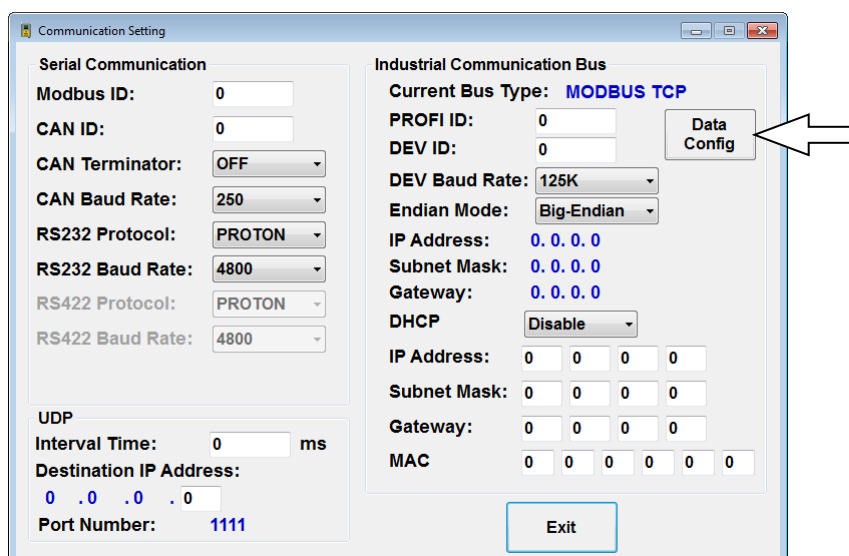 Communication Setting
Serial Communication
Modbus ID: 0
CAN ID: 0
CAN Terminator: OFF
CAN Baud Rate: 250
RS232 Protocol: PROTON
RS232 Baud Rate: 4800
RS422 Protocol: PROTON
RS422 Baud Rate: 4800
UDP
Interval Time: 0 ms
Destination IP Address:
0 .0 .0 .0
Port Number: 1111
Industrial Communication Bus
Current Bus Type: MODBUS TCP
PROFI ID: 0
DEV ID: 0
Data
Config
DEV Baud Rate: 125K
Endian Mode: Big-Endian
IP Address: 0. 0. 0. 0
Subnet Mask: 0. 0. 0. 0
Gateway: 0. 0. 0. 0
DHCP Disable
IP Address: 0 0 0 0
Subnet Mask: 0 0 0 0
Gateway: 0 0 0 0
MAC 0 0 0 0 0 0
Exit